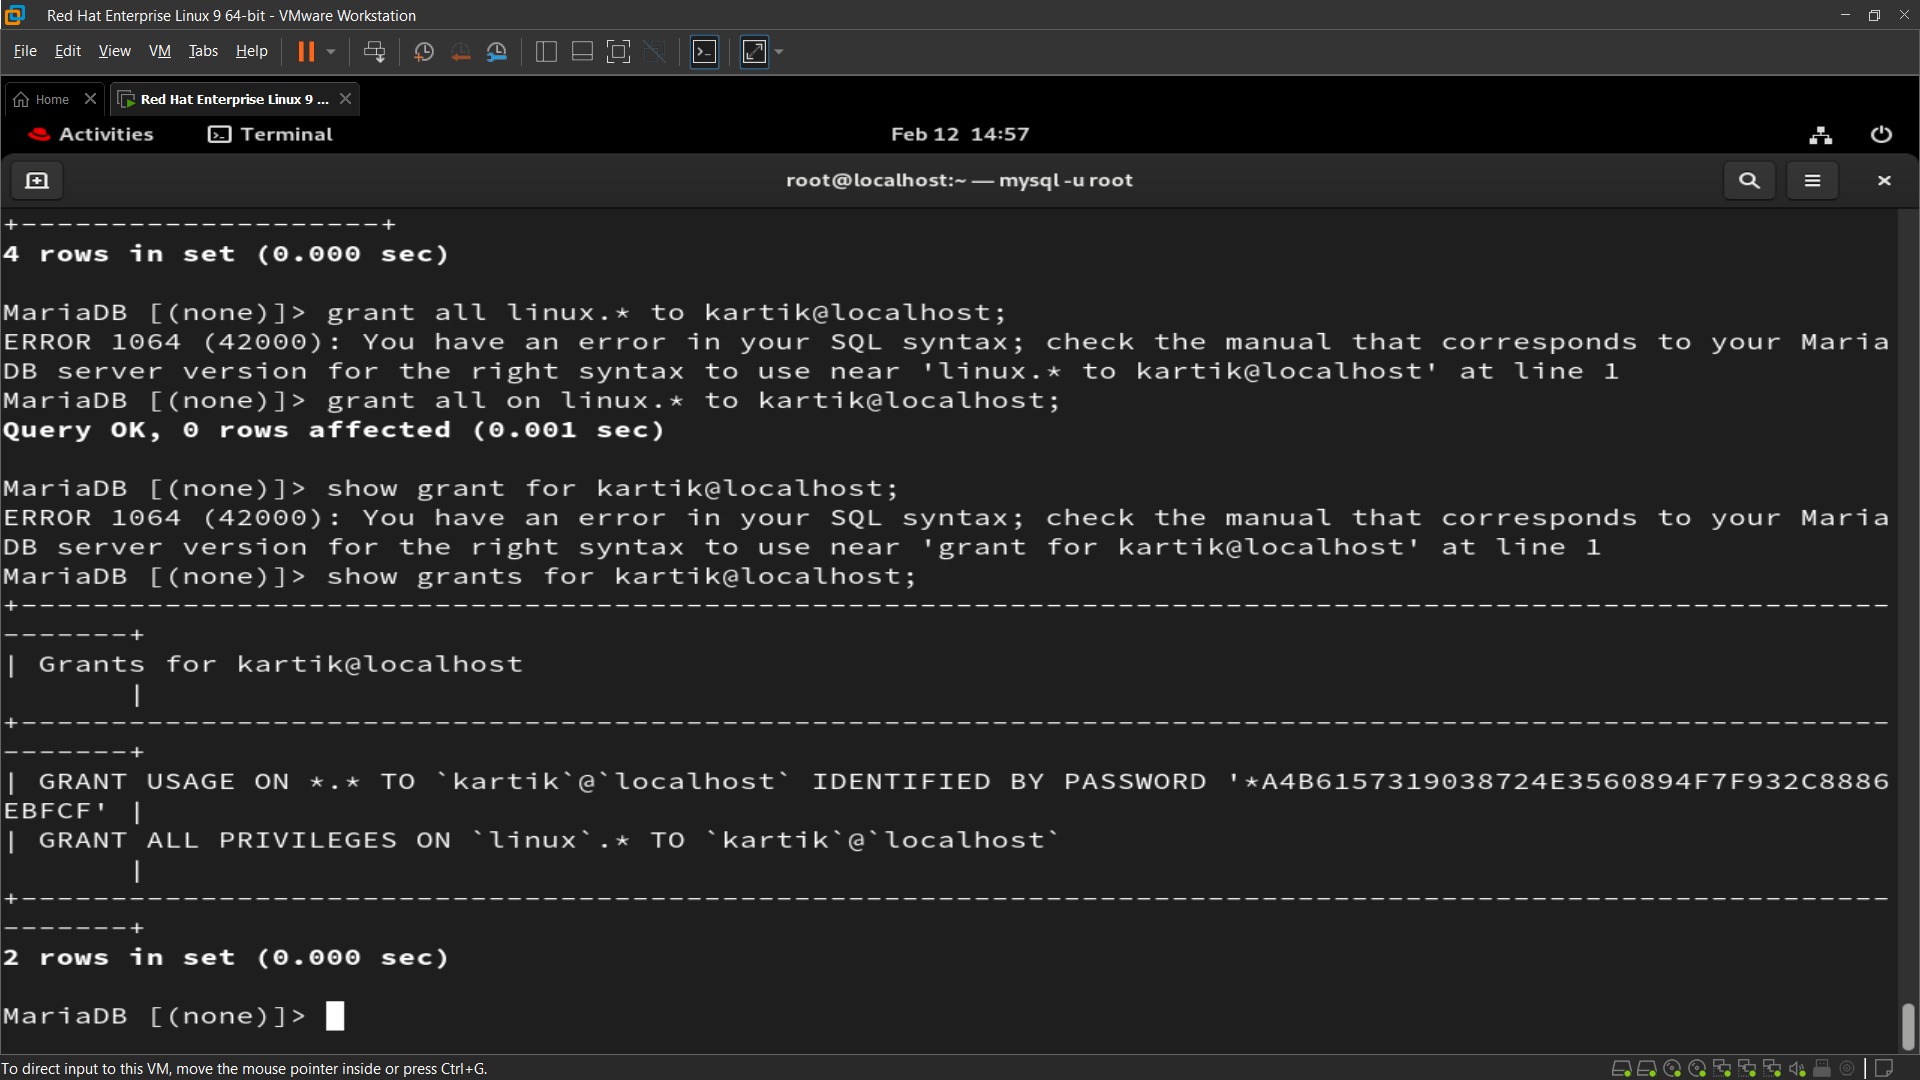 Red Hat Enterprise Linux 9 64-bit - VMware Workstation
File Edit View VM Tabs Help
Home
Red Hat Enterprise Linux 9 ...
Activities Terminal Feb 12 14:57
root@localhost:~ — mysql -u root
+--------------------+
4 rows in set (0.000 sec)
MariaDB [(none)]> grant all linux.* to kartik@localhost;
ERROR 1064 (42000): You have an error in your SQL syntax; check the manual that corresponds to your Maria
DB server version for the right syntax to use near 'linux.* to kartik@localhost' at line 1
MariaDB [(none)]> grant all on linux.* to kartik@localhost;
Query OK, 0 rows affected (0.001 sec)
MariaDB [(none)]> show grant for kartik@localhost;
ERROR 1064 (42000): You have an error in your SQL syntax; check the manual that corresponds to your Maria
DB server version for the right syntax to use near 'grant for kartik@localhost' at line 1
MariaDB [(none)]> show grants for kartik@localhost;
+--------------------------------------------------------------------------------------------------------
-------+
| Grants for kartik@localhost
|
+--------------------------------------------------------------------------------------------------------
-------+
| GRANT USAGE ON *.* TO `kartik`@`localhost` IDENTIFIED BY PASSWORD '*A4B6157319038724E3560894F7F932C8886
EBFCF' |
| GRANT ALL PRIVILEGES ON `linux`.* TO `kartik`@`localhost`
|
+--------------------------------------------------------------------------------------------------------
-------+
2 rows in set (0.000 sec)
MariaDB [(none)]>
To direct input to this VM, move the mouse pointer inside or press Ctrl+G.